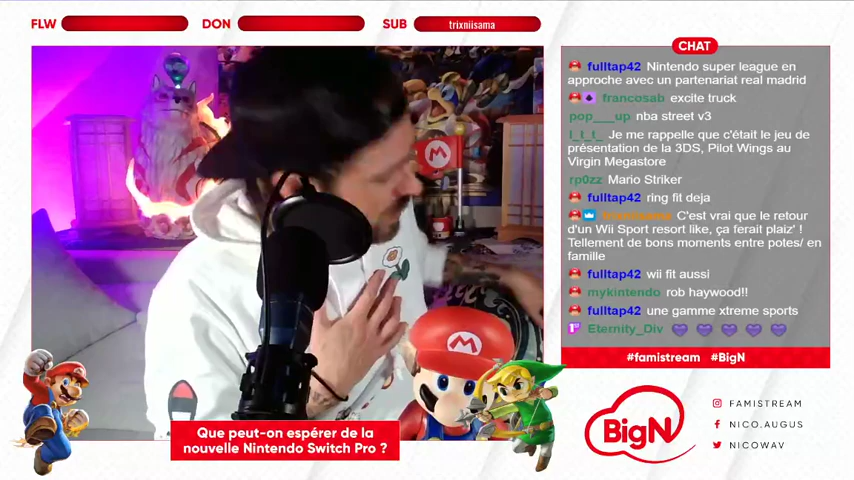 FLW
DON
SUB
trixniisama
CHAT
fulltap42 Nintendo super league en
approche avec un partenariat real madrid
francosab excite truck
pop___up nba street v3
l_t_t_ Je me rappelle que c'était le jeu de
présentation de la 3DS, Pilot Wings au
Virgin Megastore
rp0zz Mario Striker
fulltap42 ring fit deja
C'est vrai que le retour
d'un Wii Sport resort like, ça ferait plaiz' !
Tellement de bons moments entre potes/ en
famille
fulltap42 wii fit aussi
mykintendo rob haywood!!
fulltap42 une gamme xtreme sports
Eternity_Div
#famistream #BigN
Que peut-on espérer de la
nouvelle Nintendo Switch Pro ?
BigN
FAMISTREAM
NICO.AUGUS
NICOWAV
M
M